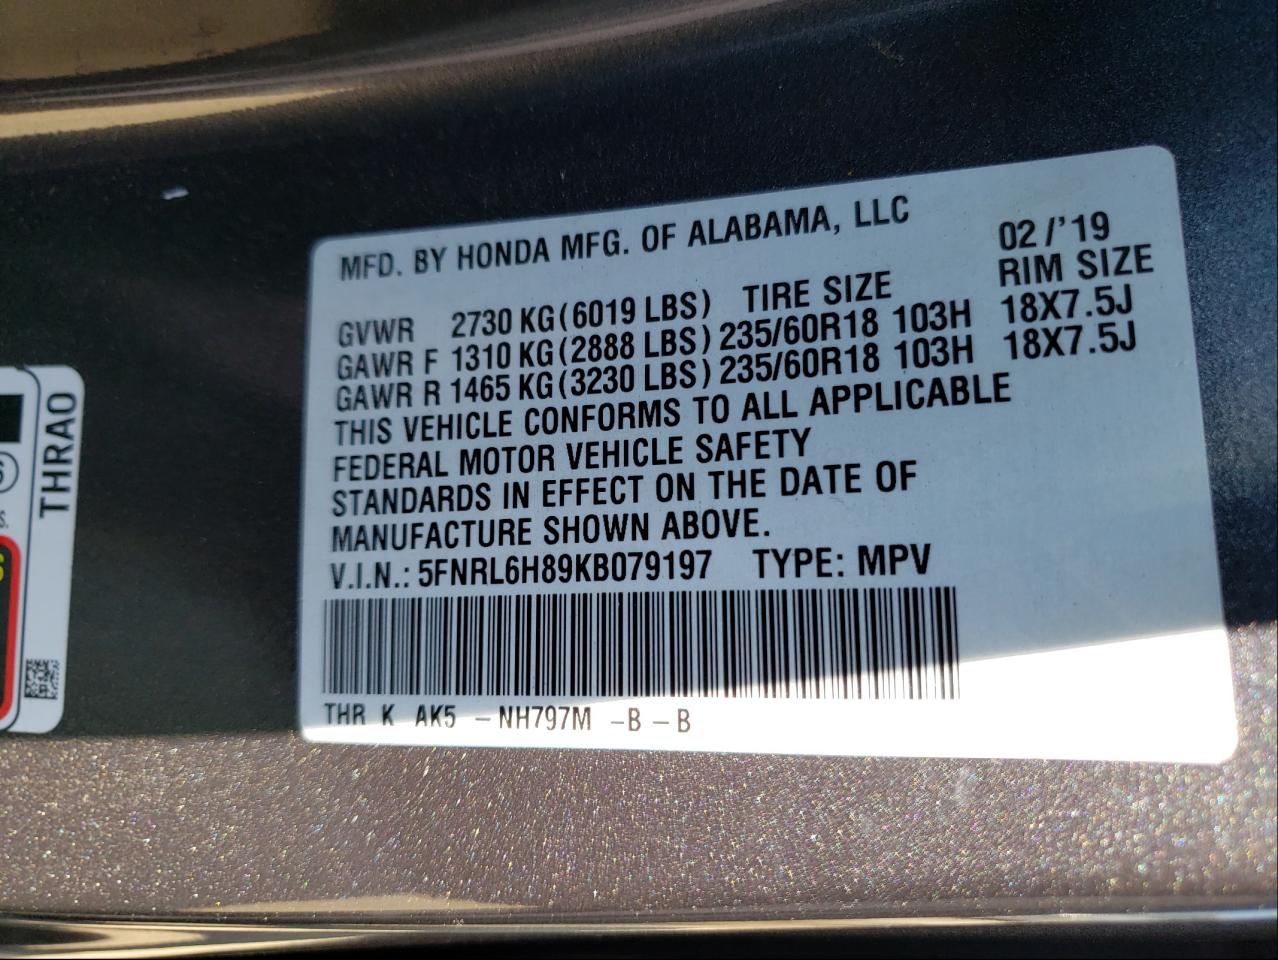 MFD. BY HONDA MFG. OF ALABAMA, LLC 02/'19
GVWR 2730 KG(6019 LBS) TIRE SIZE RIM SIZE
GAWR F 1310 KG(2888 LBS) 235/60R18 103H 18X7.5J
GAWR R 1465 KG(3230 LBS) 235/60R18 103H 18X7.5J
THIS VEHICLE CONFORMS TO ALL APPLICABLE
FEDERAL MOTOR VEHICLE SAFETY
STANDARDS IN EFFECT ON THE DATE OF
MANUFACTURE SHOWN ABOVE.
V.I.N.: 5FNRL6H89KB079197 TYPE: MPV
THR K AK5 - NH797M -B - B
THRAO